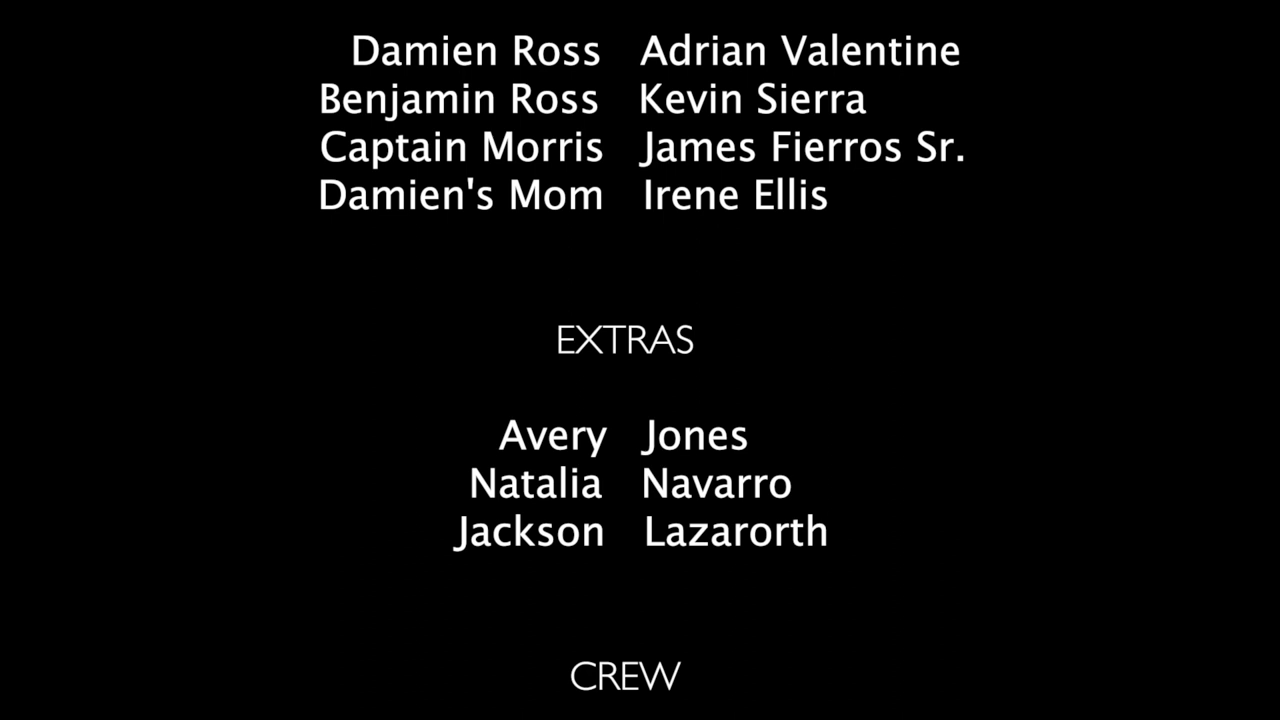 Damien Ross Adrian Valentine
Benjamin Ross Kevin Sierra
Captain Morris James Fierros Sr.
Damien's Mom Irene Ellis
EXTRAS
Avery Jones
Natalia Navarro
Jackson Lazarorth
CREW